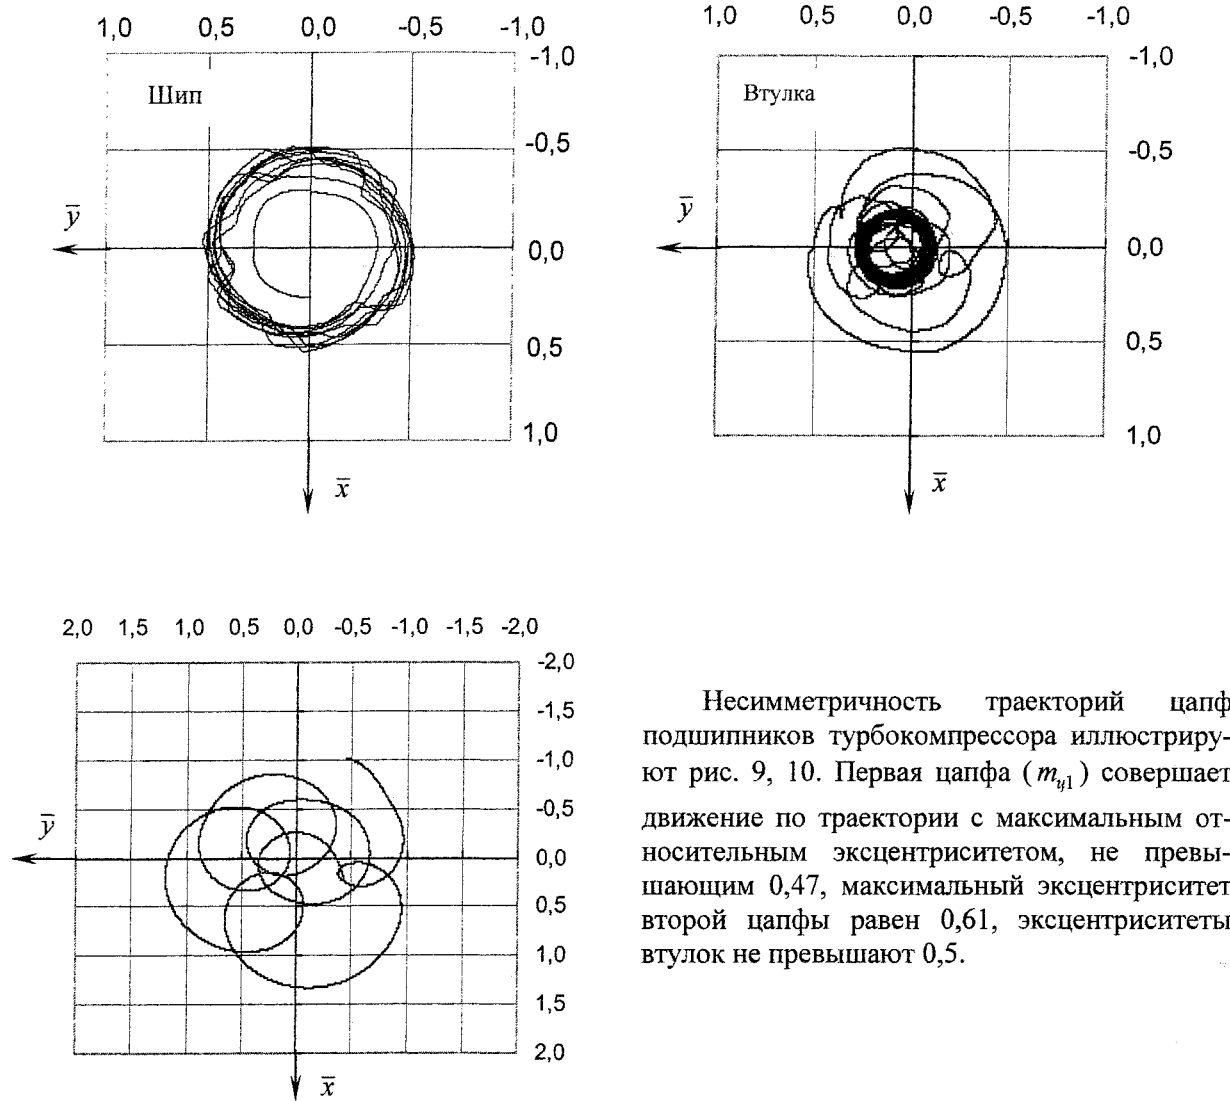 1,0 0,5 0,0 -0,5 -1,0
-1,0
Шип
-0,5
y̅
0,0
0,5
1,0
x̅
1,0 0,5 0,0 -0,5 -1,0
-1,0
Втулка
-0,5
y̅
0,0
0,5
1,0
x̅
2,0 1,5 1,0 0,5 0,0 -0,5 -1,0 -1,5 -2,0
-2,0
-1,5
-1,0
-0,5
y̅
0,0
0,5
1,0
1,5
2,0
x̅
Несимметричность траекторий цапф
подшипников турбокомпрессора иллюстриру-
ют рис. 9, 10. Первая цапфа (mц1) совершает
движение по траектории с максимальным от-
носительным эксцентриситетом, не превы-
шающим 0,47, максимальный эксцентриситет
второй цапфы равен 0,61, эксцентриситеты
втулок не превышают 0,5.